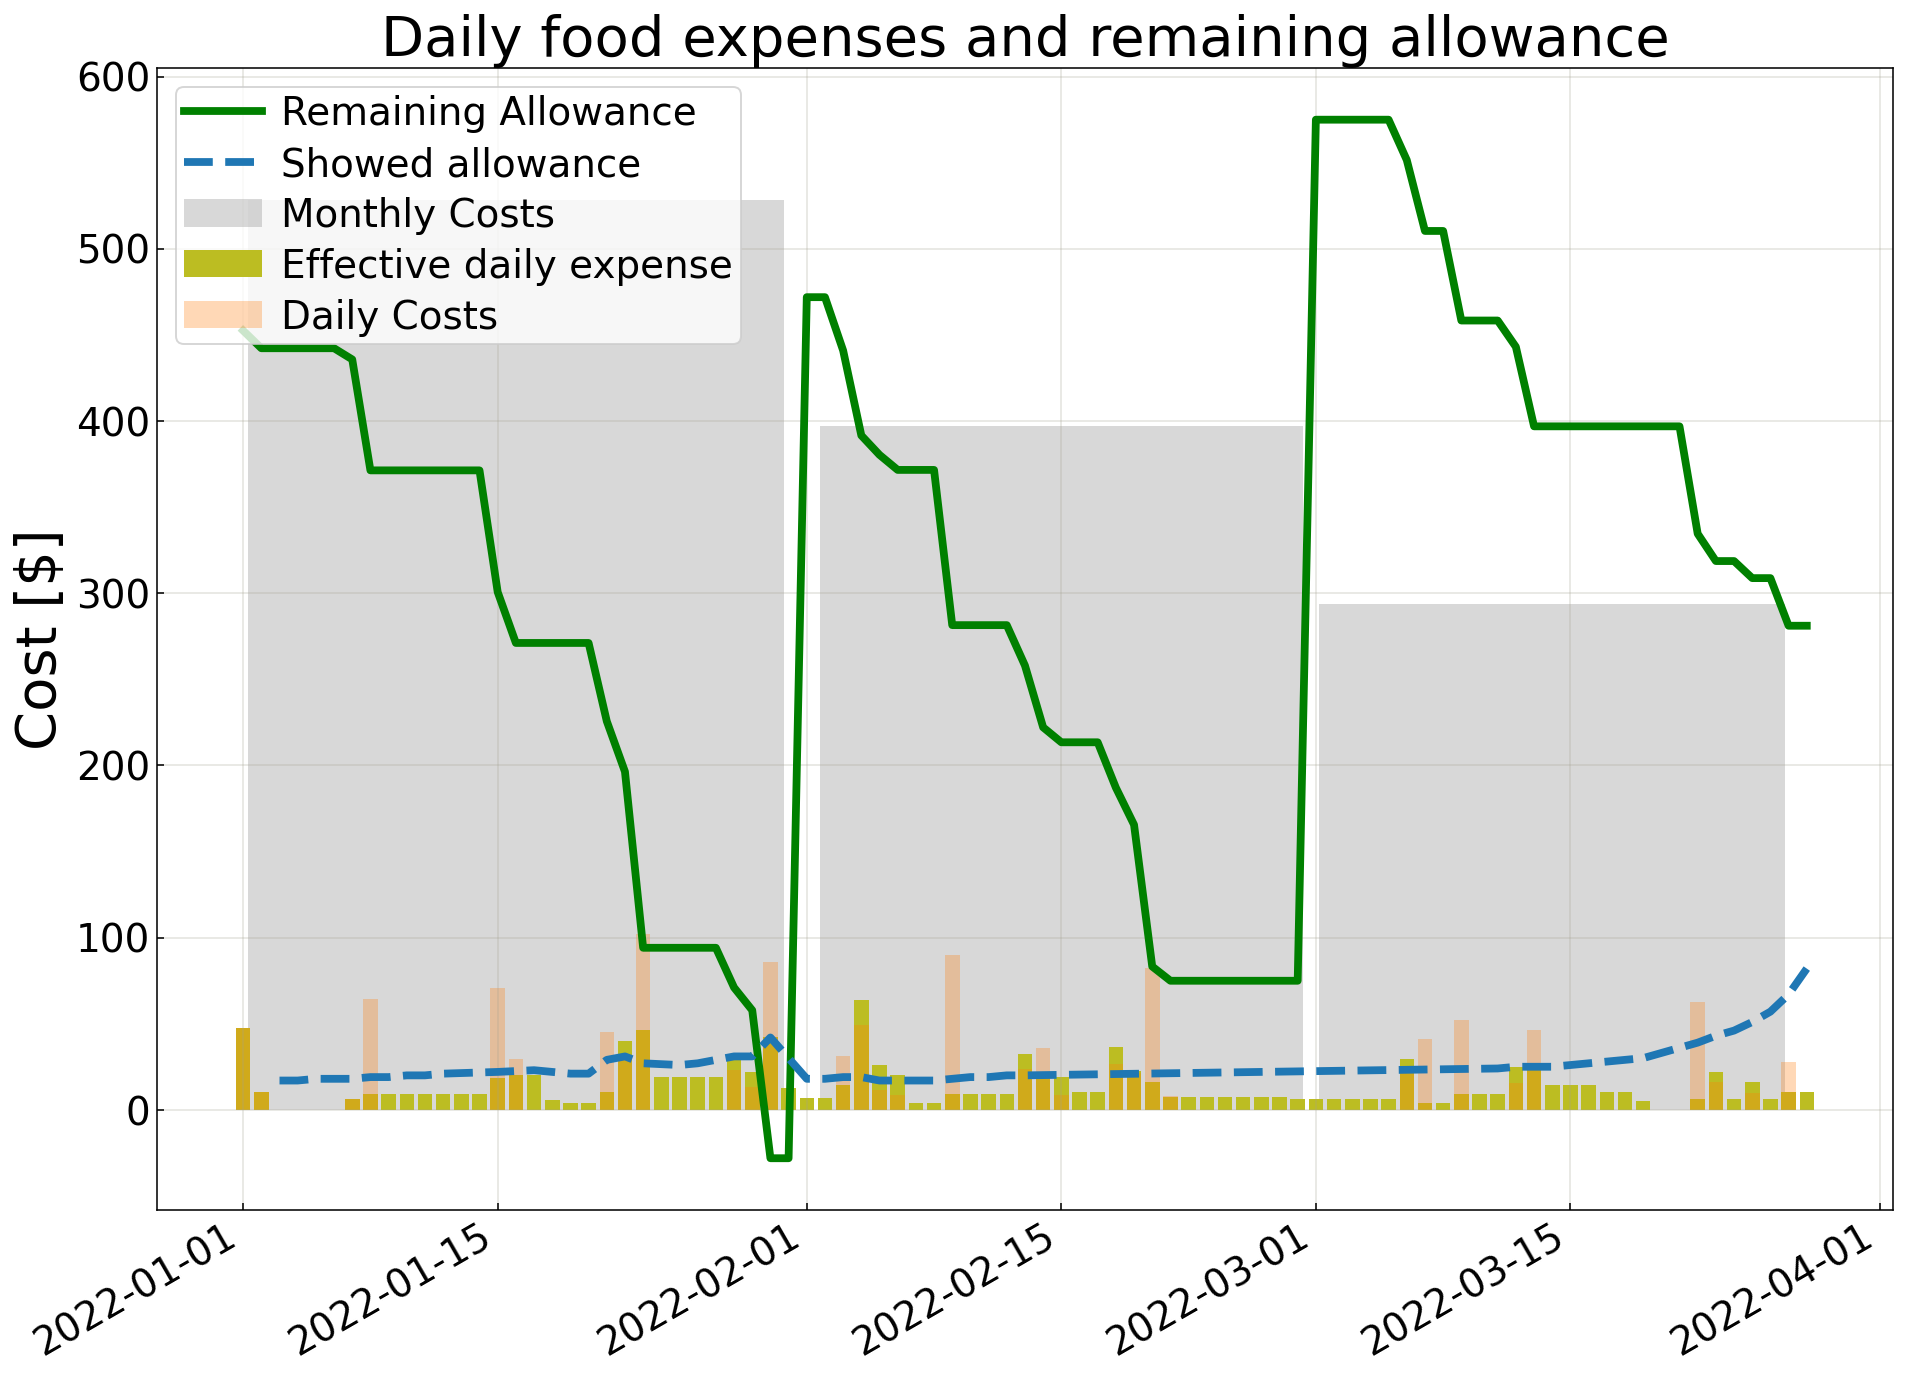 Daily food expenses and remaining allowance
600
500
400
300
200
100
0
Cost [$]
Remaining Allowance
Showed allowance
Monthly Costs
Effective daily expense
Daily Costs
2022-01-01
2022-01-15
2022-02-01
2022-02-15
2022-03-01
2022-03-15
2022-04-01